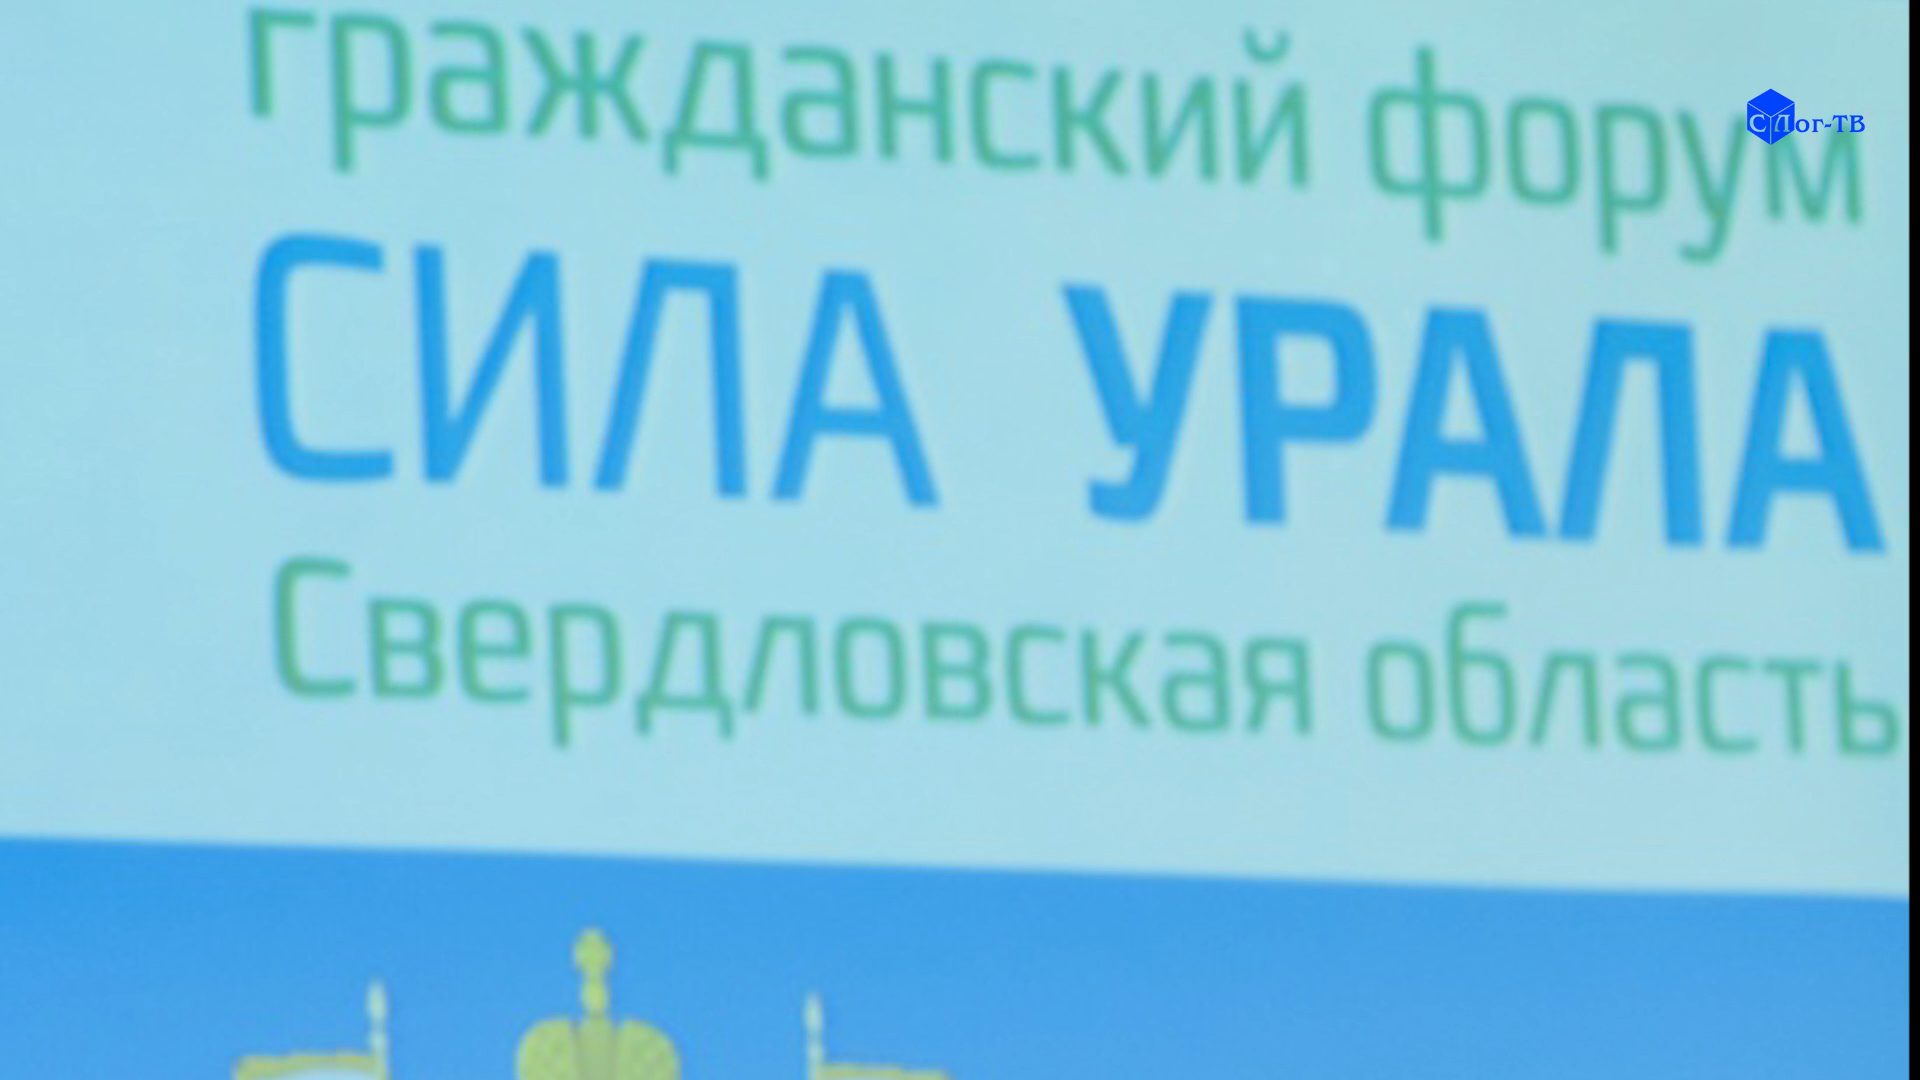 гражданский форум
СЛог-ТВ
СИЛА УРАЛА
Свердловская область